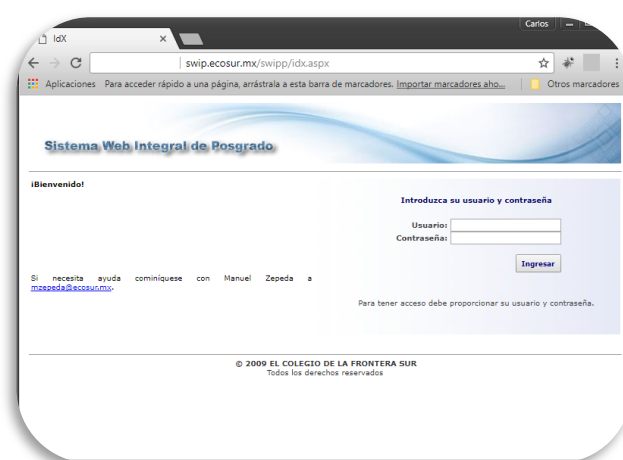 Carlos
IdX
swip.ecosur.mx/swipp/idx.aspx
Aplicaciones Para acceder rápido a una página, arrástrala a esta barra de marcadores. Importar marcadores aho... Otros marcadores
Sistema Web Integral de Posgrado
¡Bienvenido!
Introduzca su usuario y contraseña
Usuario:
Contraseña:
Ingresar
Si necesita ayuda cominíquese con Manuel Zepeda a
mzepeda@ecosur.mx.
Para tener acceso debe proporcionar su usuario y contraseña.
© 2009 EL COLEGIO DE LA FRONTERA SUR
Todos los derechos reservados